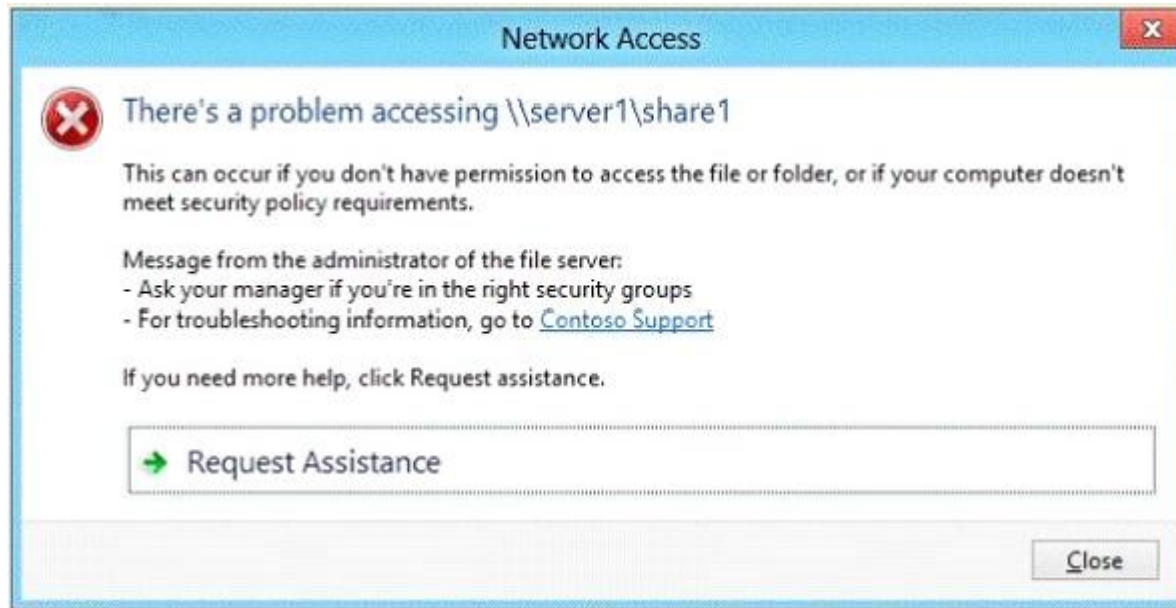 Network Access
There's a problem accessing \\server1\share1
This can occur if you don't have permission to access the file or folder, or if your computer doesn't
meet security policy requirements.
Message from the administrator of the file server:
- Ask your manager if you're in the right security groups
- For troubleshooting information, go to Contoso Support
If you need more help, click Request assistance.
Request Assistance
Close